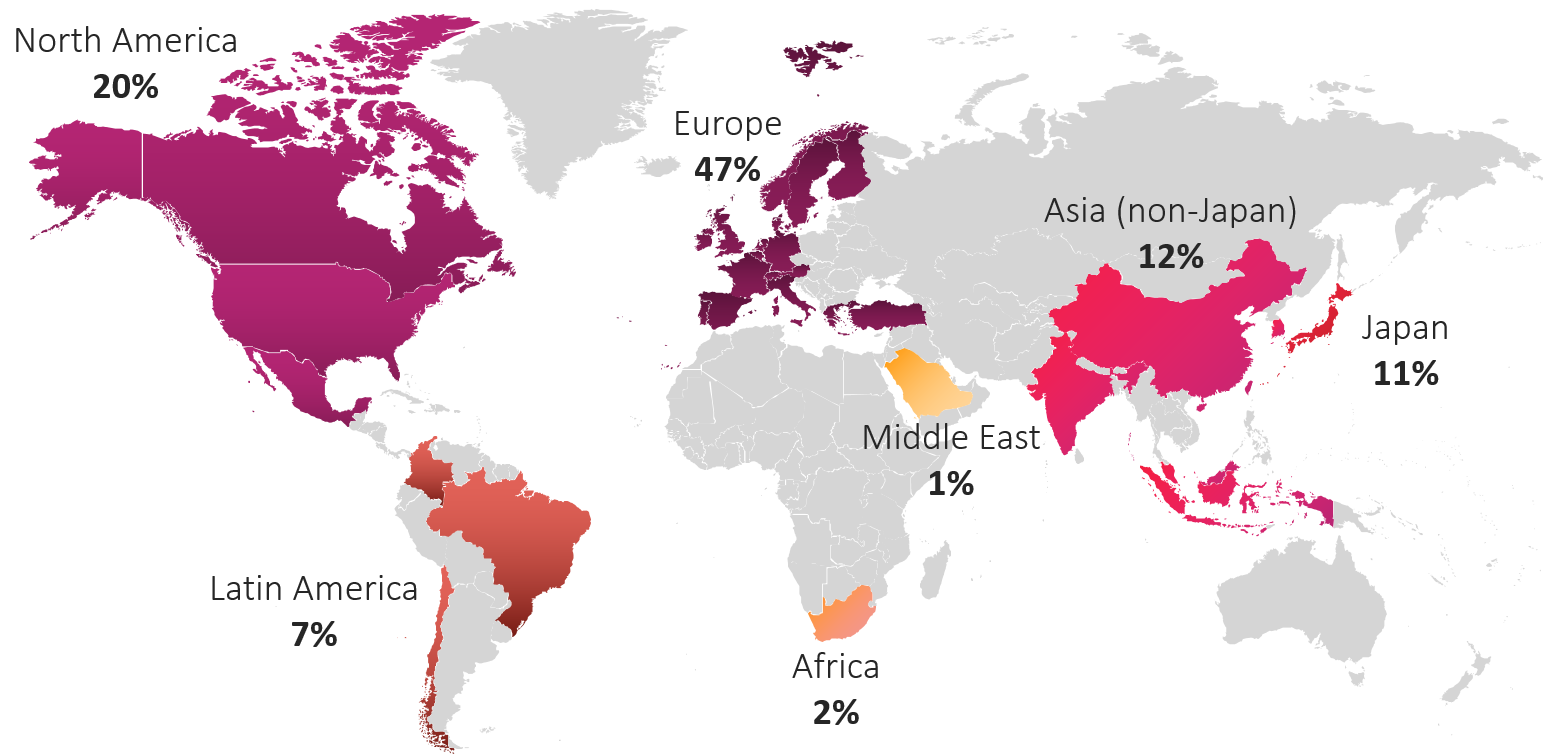 North America
20%
Europe
47%
Asia (non-Japan)
12%
Japan
11%
Middle East
1%
Latin America
7%
Africa
2%